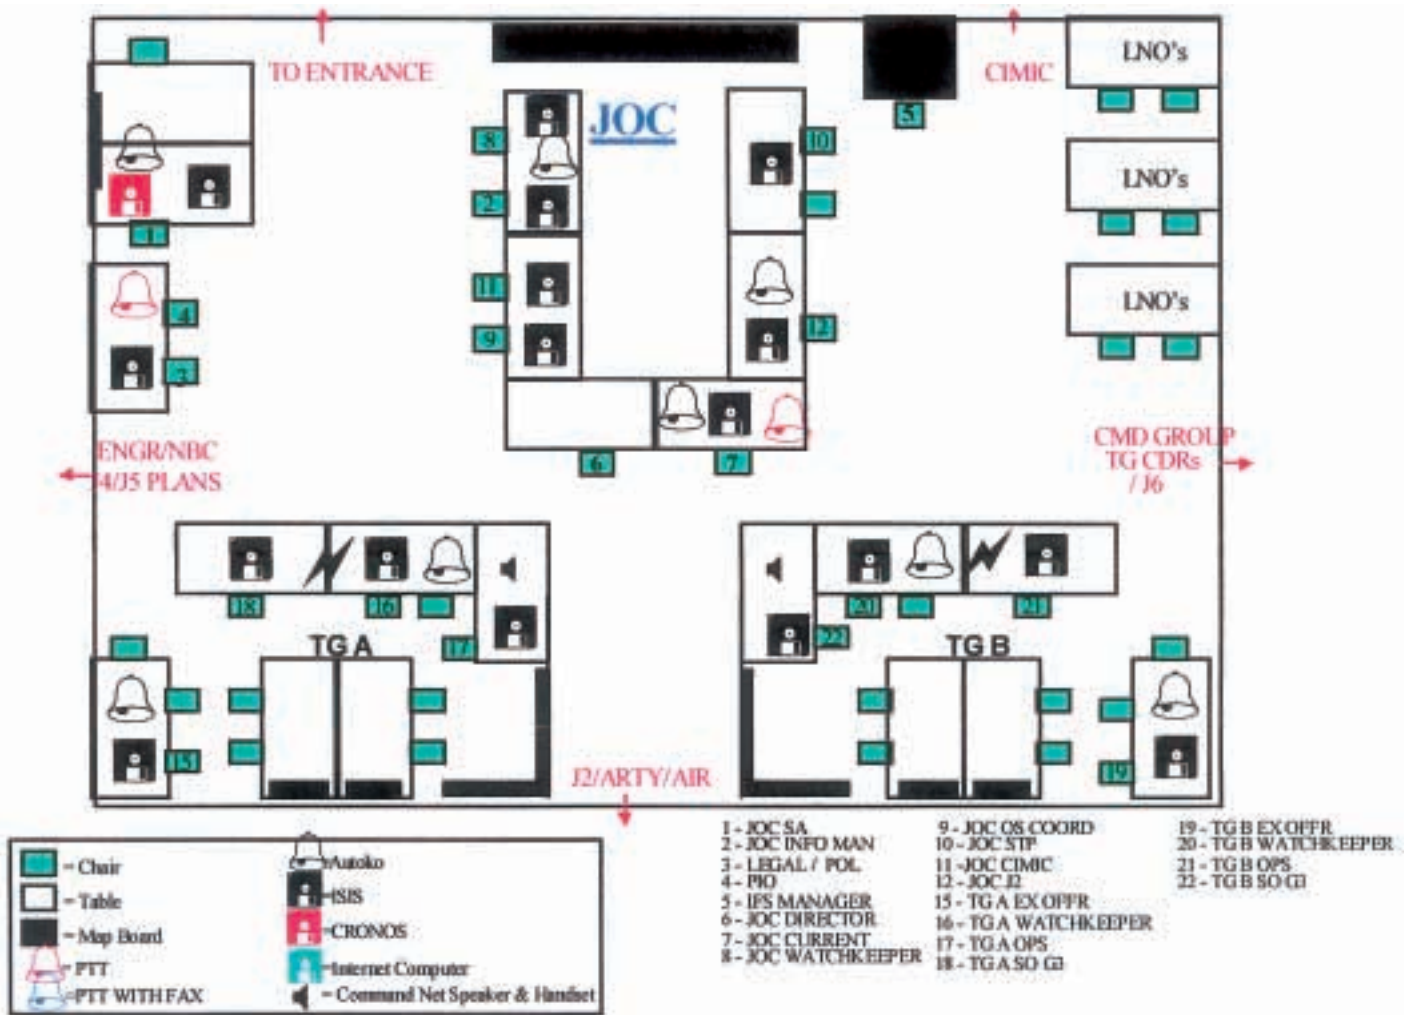 TO ENTRANCE
CIMIC
LNO's
JOC
5
8
10
2
LNO's
1
11
4
LNO's
9
12
3
ENGR/NBC
4/J5 PLANS
CMD GROUP
TG CDRs
/ J6
6
7
18
16
20
21
TG A
17
22
TG B
15
19
J2/ARTY/AIR
= Chair
= Table
= Map Board
= PTT
=PTT WITH FAX
=Autoko
=ISIS
=CRONOS
=Internet Computer
= Command Net Speaker & Handset
1 - JOC SA
2 - JOC INFO MAN
3 - LEGAL / POL
4 - PIO
5 - IFS MANAGER
6 - JOC DIRECTOR
7 - JOC CURRENT
8 - JOC WATCHKEEPER
9 - JOC OS COORD
10 - JOC STP
11 -JOC CIMIC
12 - JOC J2
15 - TG A EX OFFR
16 - TG A WATCHKEEPER
17 - TG A OPS
18 - TG A SO G3
19 - TG B EX OFFR
20 - TG B WATCHKEEPER
21 - TG B OPS
22 - TG B SO G3